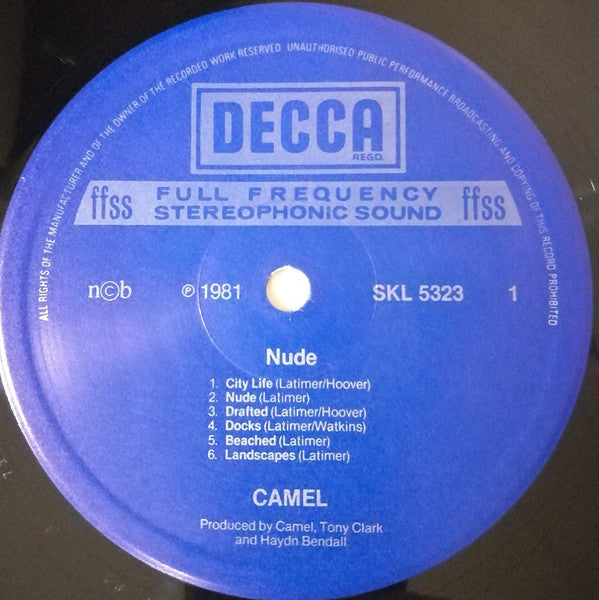 ALL RIGHTS OF THE MANUFACTURER AND OF THE OWNER OF THE RECORDED WORK RESERVED UNAUTHORISED PUBLIC PERFORMANCE BROADCASTING AND COPYING OF THIS RECORD PROHIBITED
DECCA
REGD.
ffss FULL FREQUENCY STEREOPHONIC SOUND ffss
n©b ℗ 1981 SKL 5323 1
Nude
1. City Life (Latimer/Hoover)
2. Nude (Latimer)
3. Drafted (Latimer/Hoover)
4. Docks (Latimer/Watkins)
5. Beached (Latimer)
6. Landscapes (Latimer)
CAMEL
Produced by Camel, Tony Clark
and Haydn Bendall